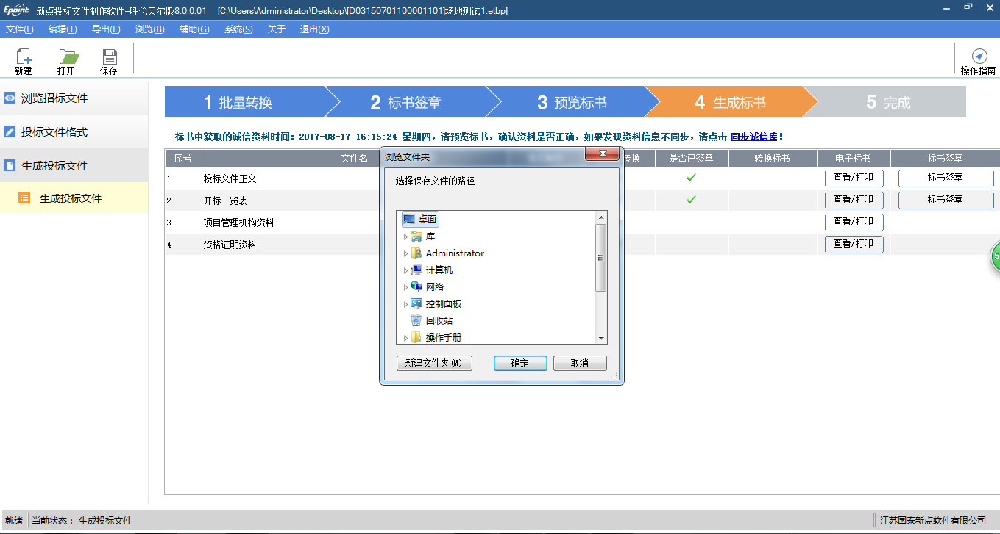 Epoint 新点投标文件制作软件--呼伦贝尔版8.0.0.01 [C:\Users\Administrator\Desktop\[D03150701100001101]场地测试1.etbp]
文件(F) 编辑(T) 导出(E) 浏览(B) 辅助(G) 系统(S) 关于 退出(X)
新建 打开 保存 操作指南
浏览招标文件
投标文件格式
生成投标文件
生成投标文件
1 批量转换 2 标书签章 3 预览标书 4 生成标书 5 完成
标书中获取的诚信资料时间：2017-08-17 16:15:24 星期四，请预览标书，确认资料是否正确，如果发现资料信息不同步，请点击 同步诚信库！
序号 文件名 转换 是否已签章 转换标书 电子标书 标书签章
1 投标文件正文 查看/打印 标书签章
2 开标一览表 查看/打印 标书签章
3 项目管理机构资料 查看/打印
4 资格证明资料 查看/打印
浏览文件夹
选择保存文件的路径
桌面
库
Administrator
计算机
网络
控制面板
回收站
操作手册
新建文件夹(M) 确定 取消
5
就绪 当前状态： 生成投标文件 江苏国泰新点软件有限公司